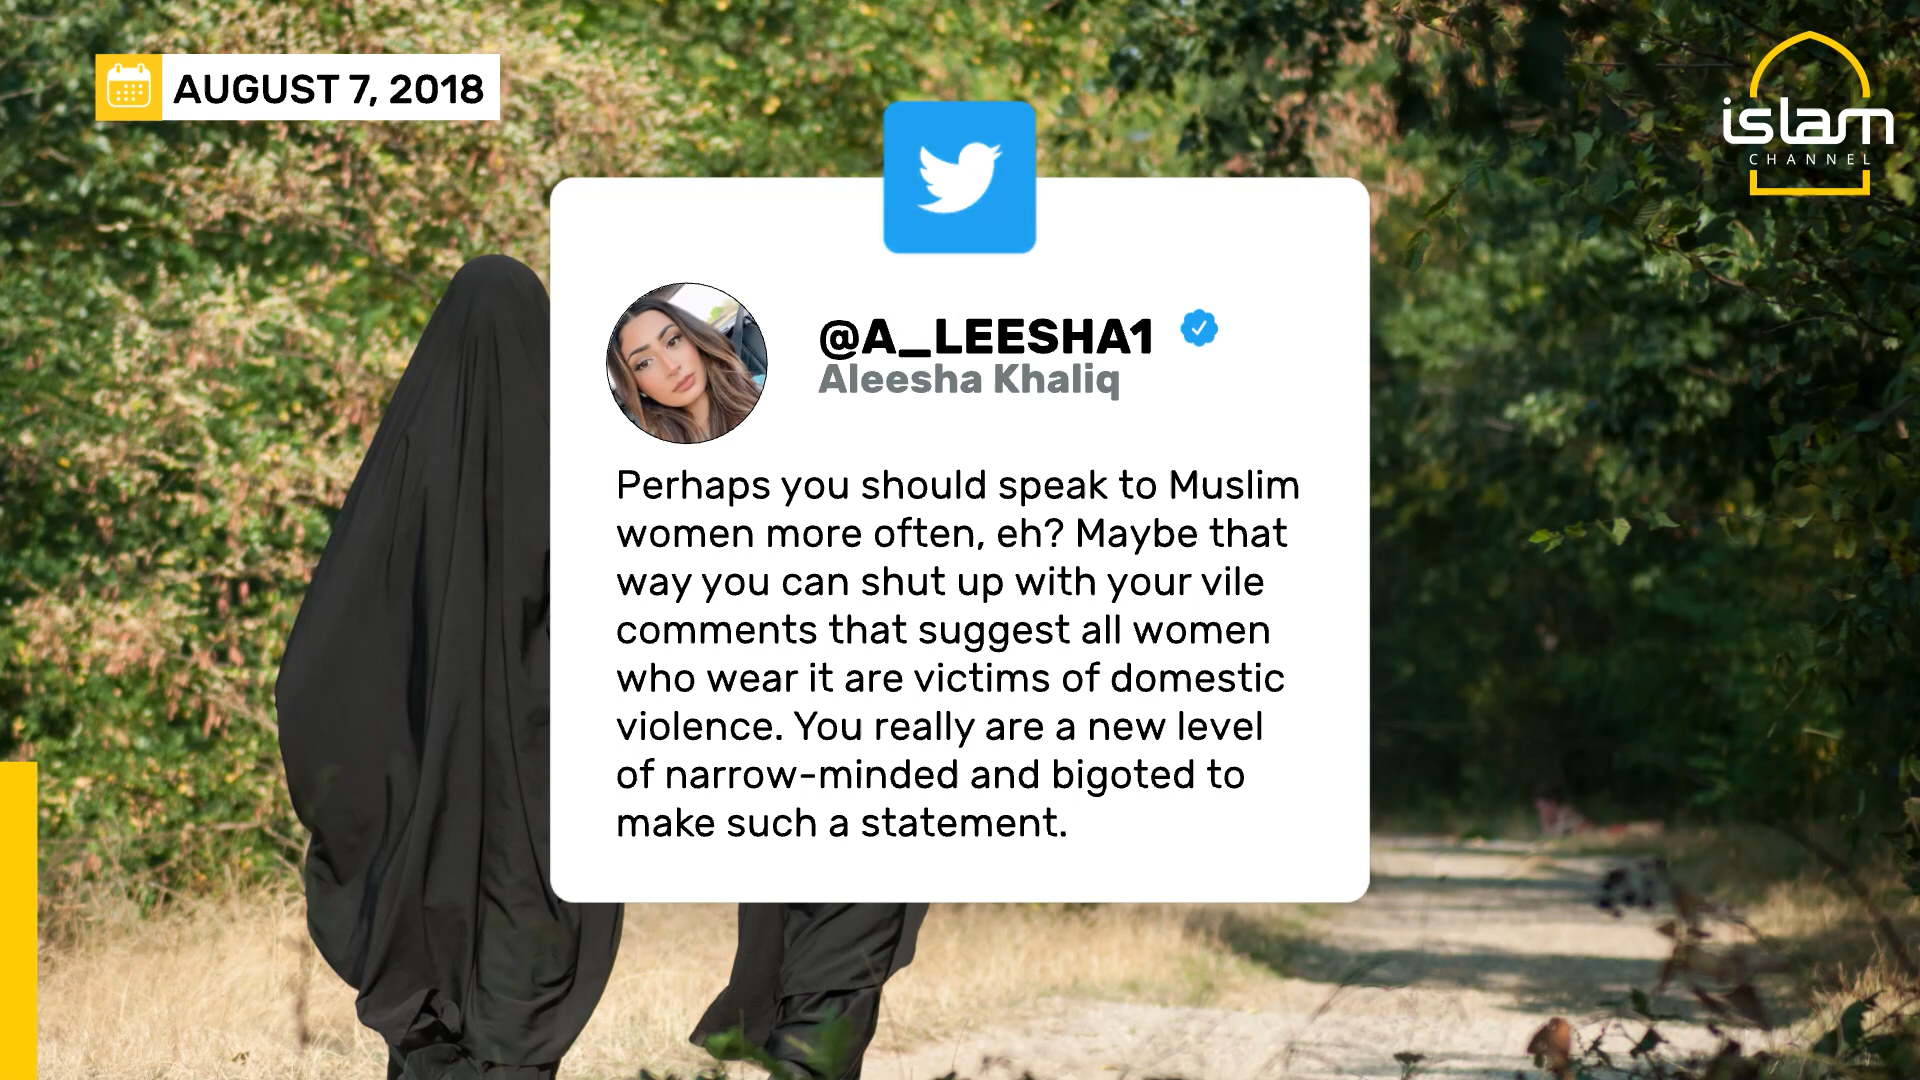 AUGUST 7, 2018
islam
CHANNEL
@A_LEESHA1
Aleesha Khaliq
Perhaps you should speak to Muslim
women more often, eh? Maybe that
way you can shut up with your vile
comments that suggest all women
who wear it are victims of domestic
violence. You really are a new level
of narrow-minded and bigoted to
make such a statement.